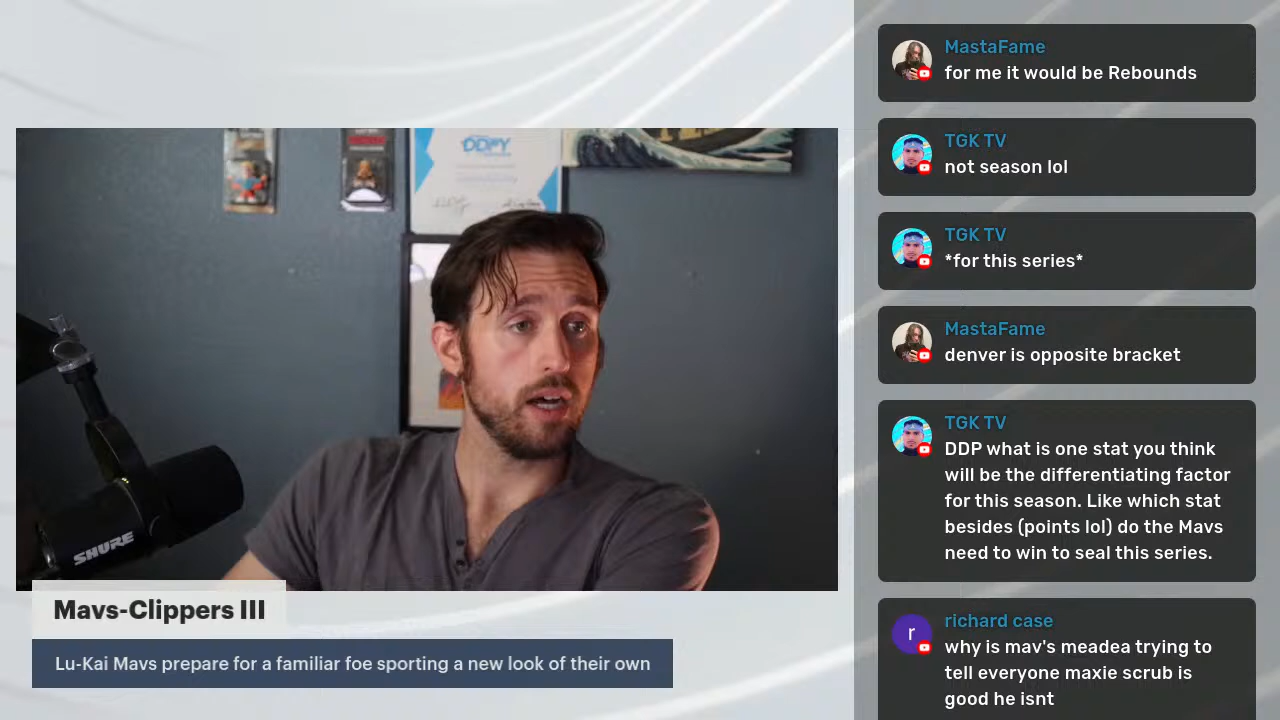 DDPY
SHURE
Mavs-Clippers III
Lu-Kai Mavs prepare for a familiar foe sporting a new look of their own
MastaFame
for me it would be Rebounds
TGK TV
not season lol
TGK TV
*for this series*
MastaFame
denver is opposite bracket
TGK TV
DDP what is one stat you think
will be the differentiating factor
for this season. Like which stat
besides (points lol) do the Mavs
need to win to seal this series.
r
richard case
why is mav's meadea trying to
tell everyone maxie scrub is
good he isnt